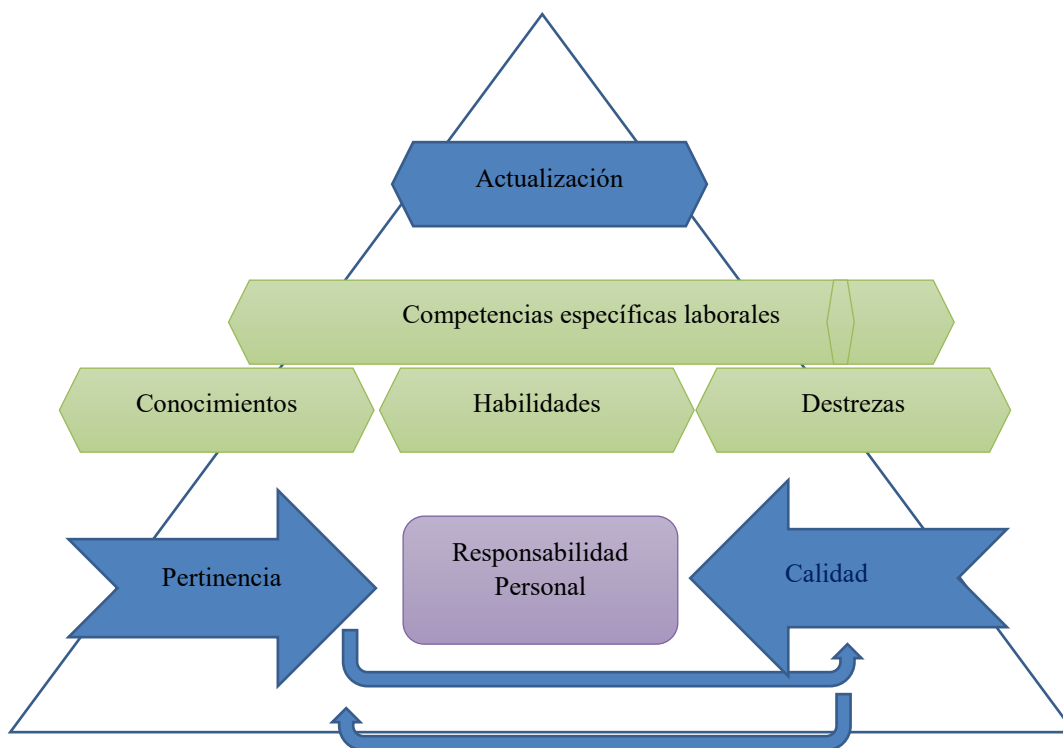 Actualización
Competencias específicas laborales
Conocimientos
Habilidades
Destrezas
Pertinencia
Responsabilidad
Personal
Calidad